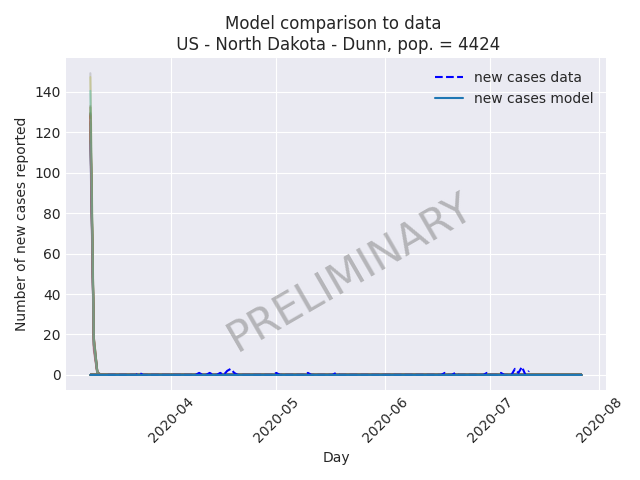 Model comparison to data
US - North Dakota - Dunn, pop. = 4424
new cases data
new cases model
Number of new cases reported
140
120
100
80
60
40
20
0
PRELIMINARY
2020-04
2020-05
2020-06
2020-07
2020-08
Day